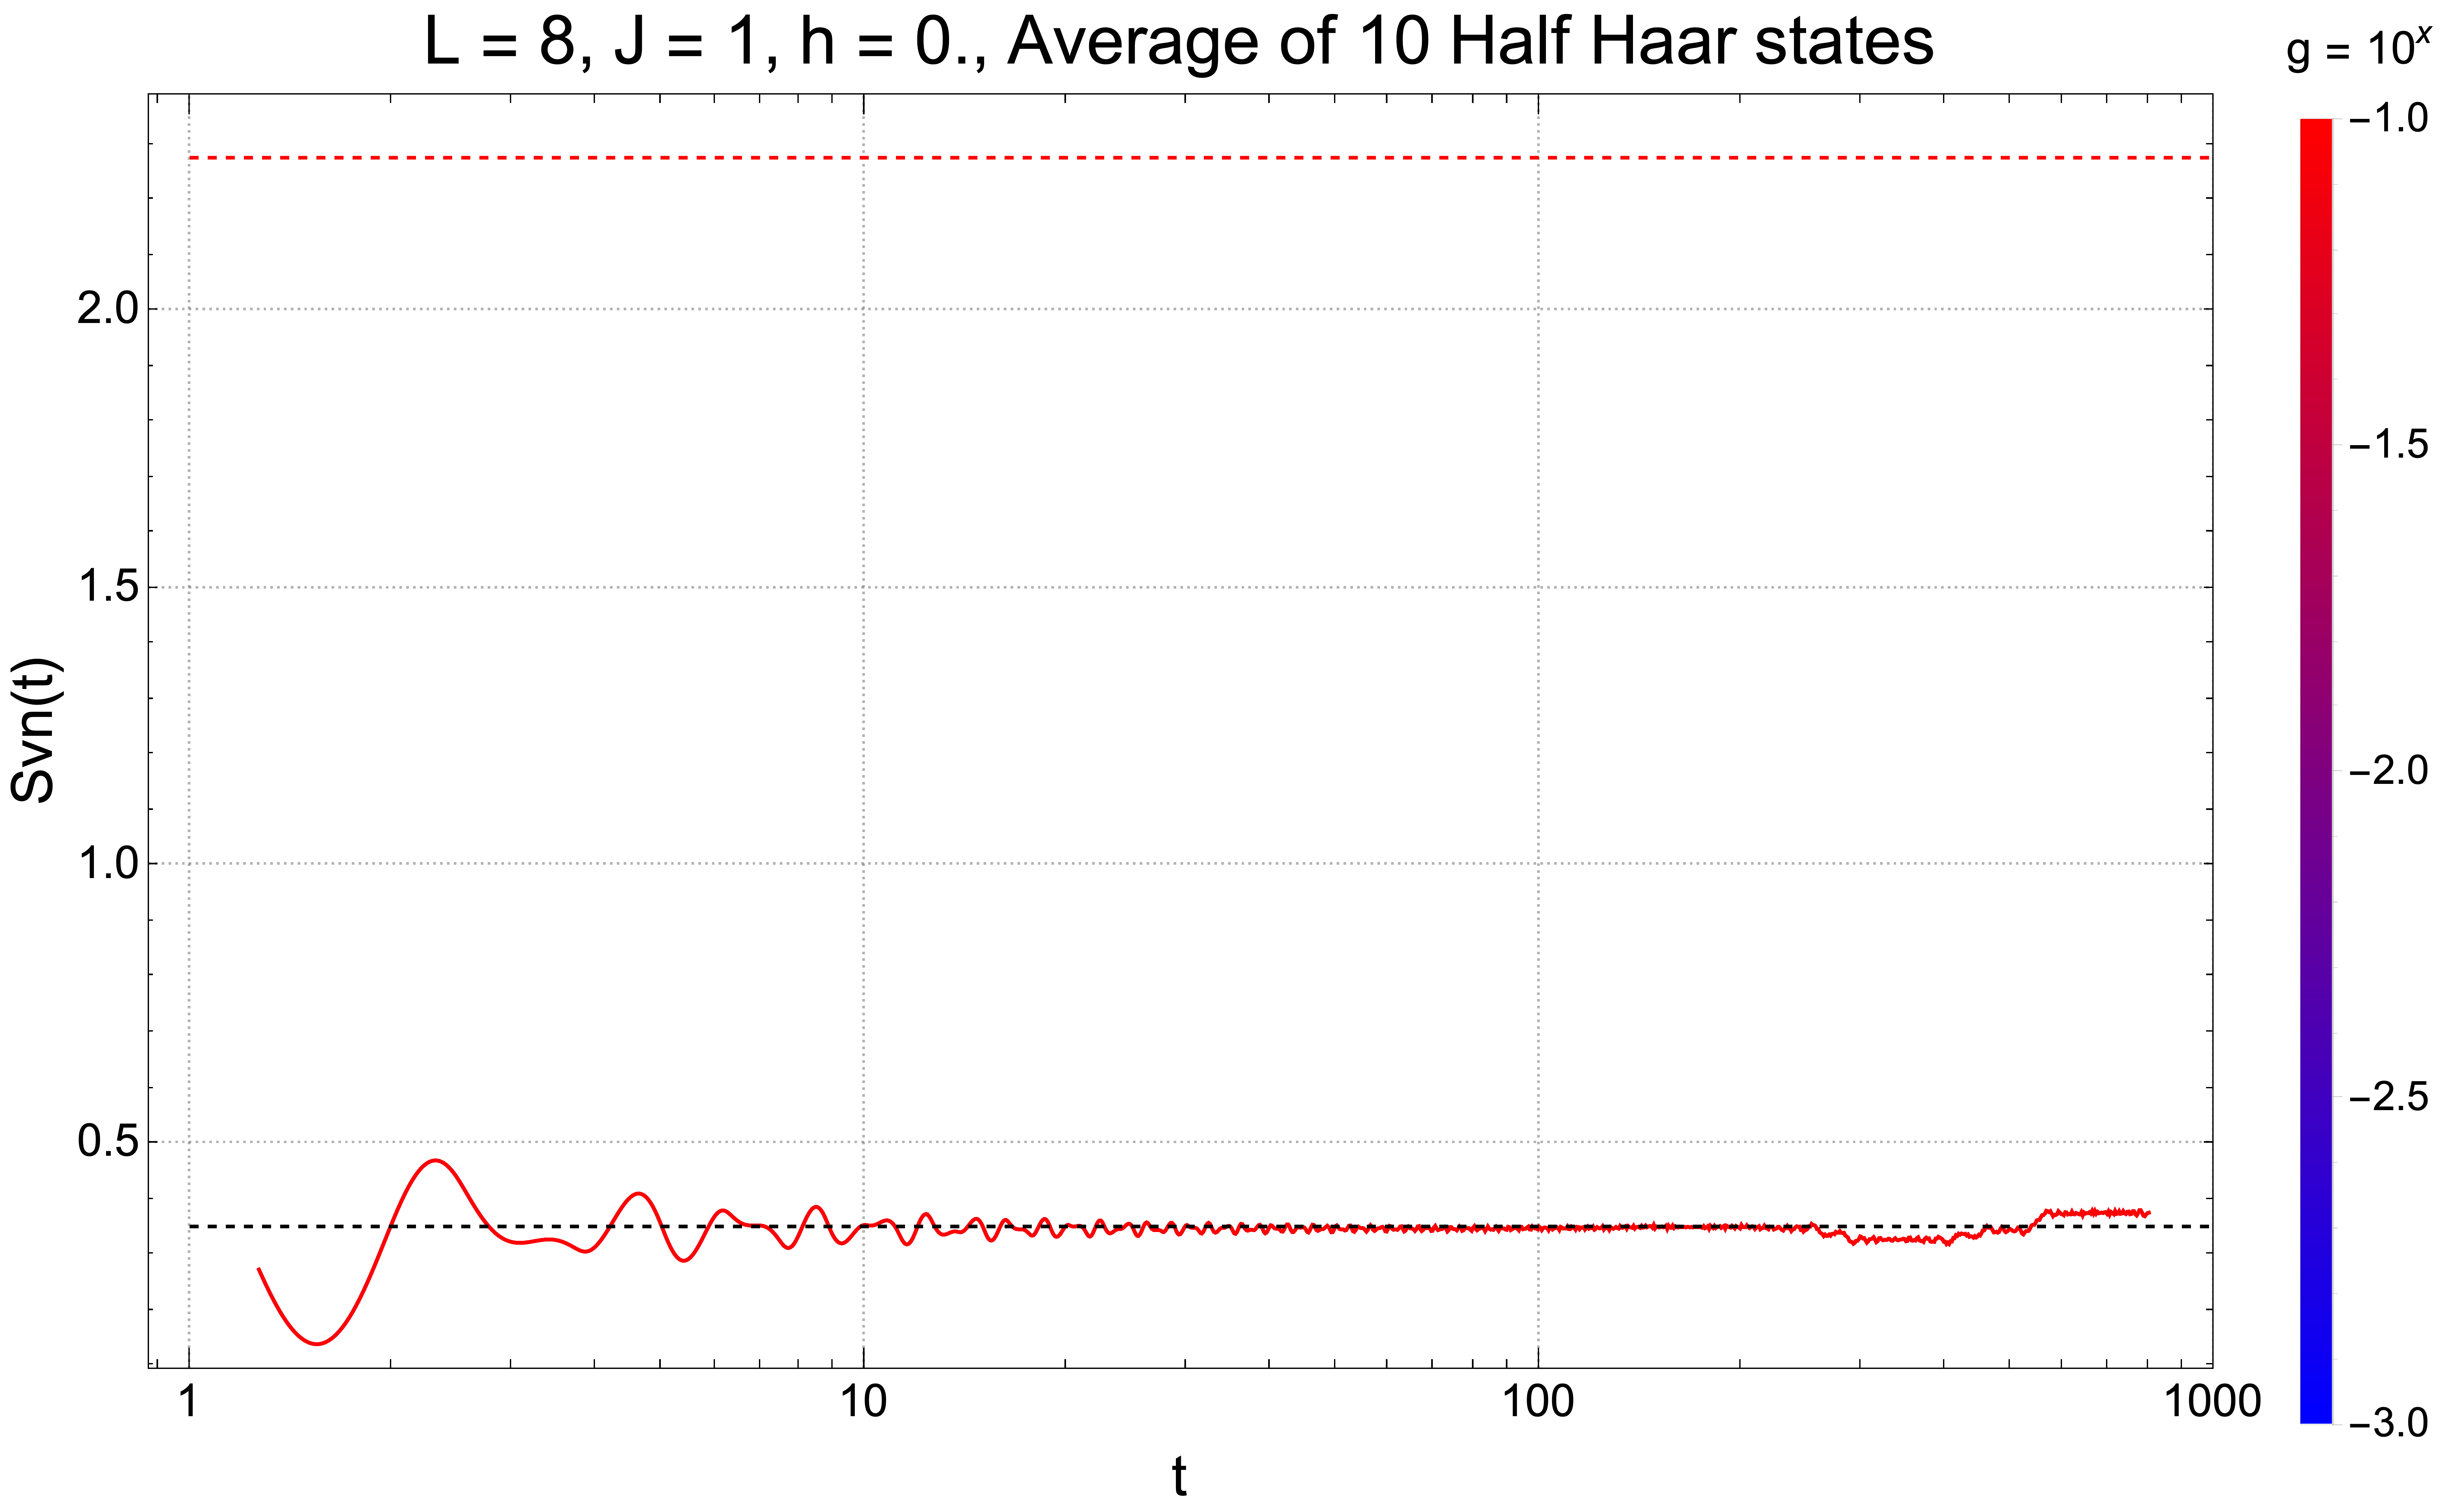 L = 8, J = 1, h = 0., Average of 10 Half Haar states
g = 10^x
−1.0
−1.5
−2.0
−2.5
−3.0
Svn(t)
2.0
1.5
1.0
0.5
1 10 100 1000
t